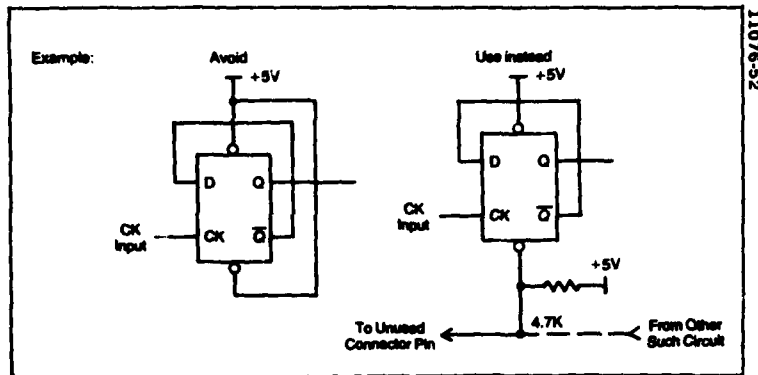 11076-52
Example:
Avoid
+5V
D
Q
CK
Input
CK
Q̅
Use instead
+5V
D
Q
CK
Input
CK
Q̅
+5V
4.7K
To Unused
Connector Pin
From Other
Such Circuit